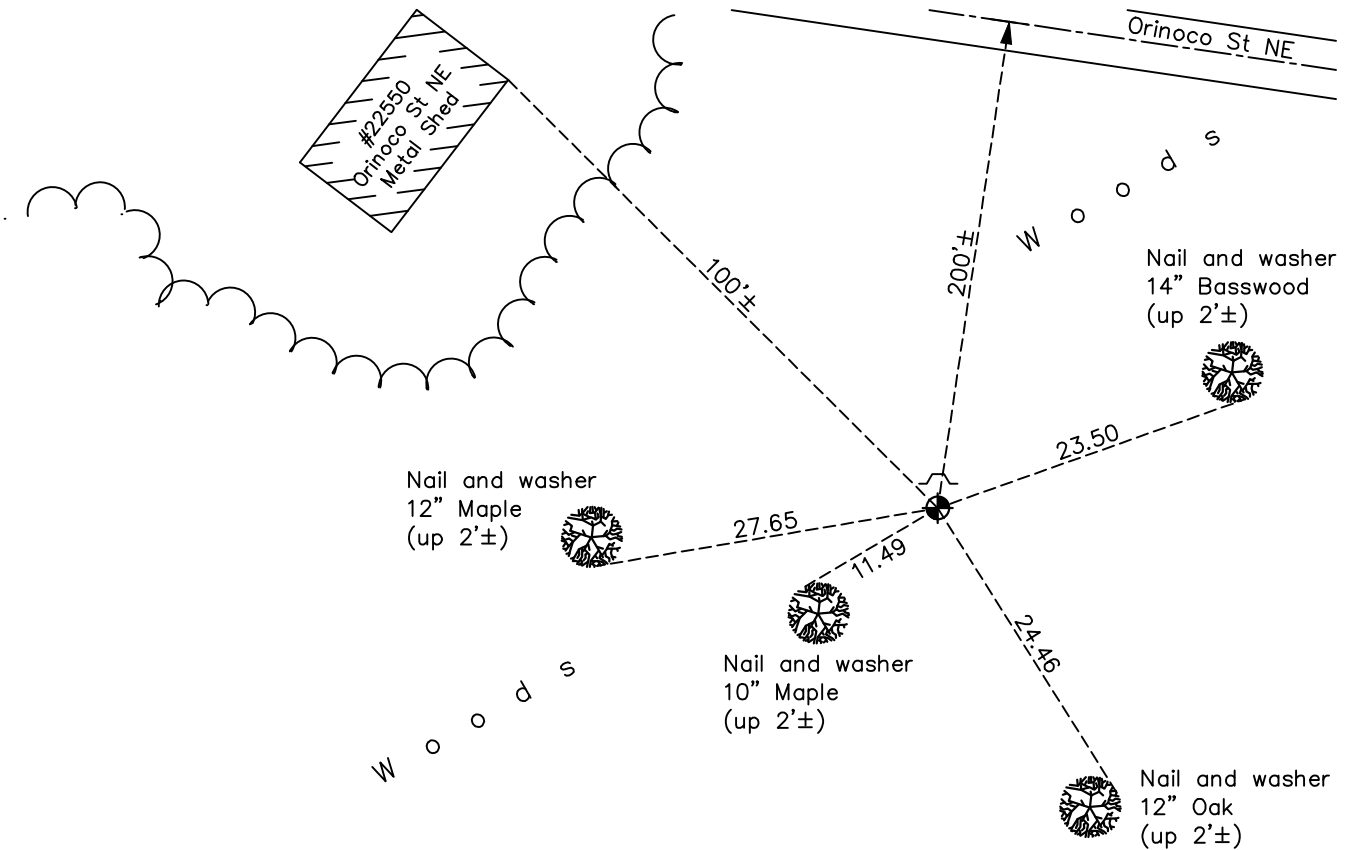 Orinoco St NE
#22550
Orinoco St NE
Metal Shed
Woods
100'±
200'±
Nail and washer
14" Basswood
(up 2'±)
23.50
Nail and washer
12" Maple
(up 2'±)
27.65
11.49
24.46
Nail and washer
10" Maple
(up 2'±)
Woods
Nail and washer
12" Oak
(up 2'±)